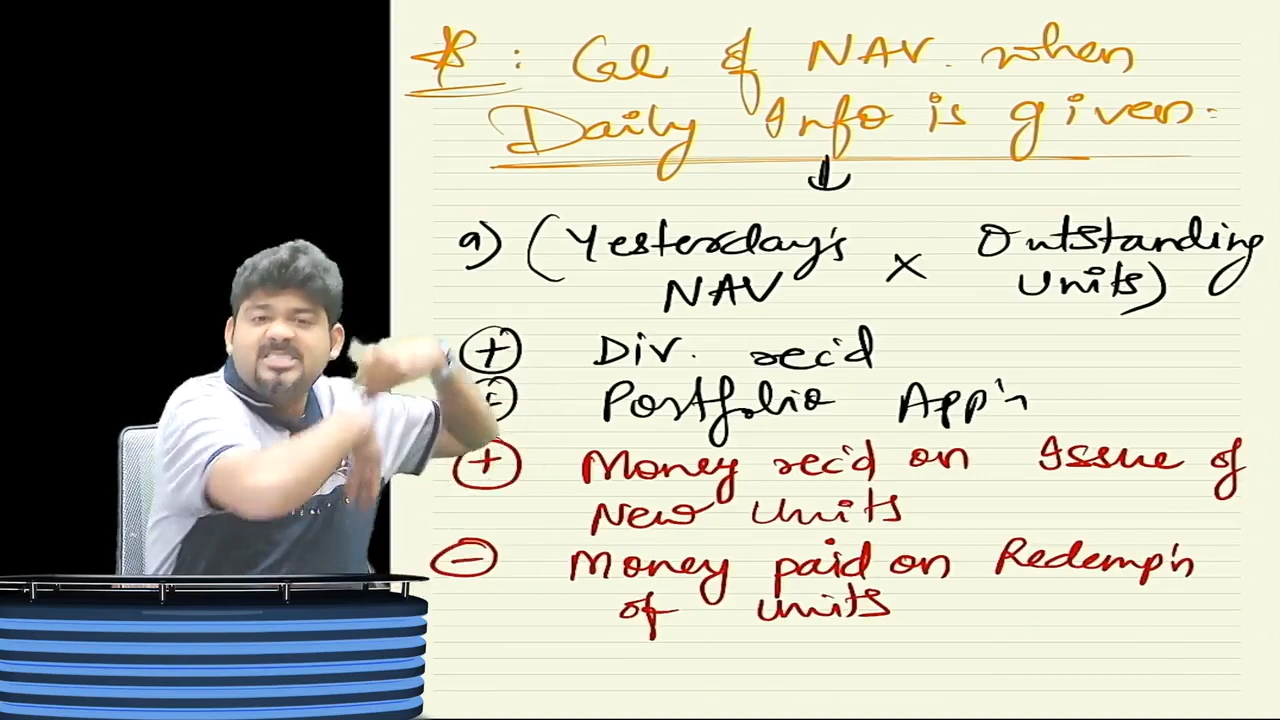 : Cal of NAV. when
Daily Info is given:
a) (Yesterday's NAV × Outstanding Units)
+ Div. rec'd
+ Portfolio App'n
+ Money rec'd on Issue of
New Units
- Money paid on Redemp'n
of units